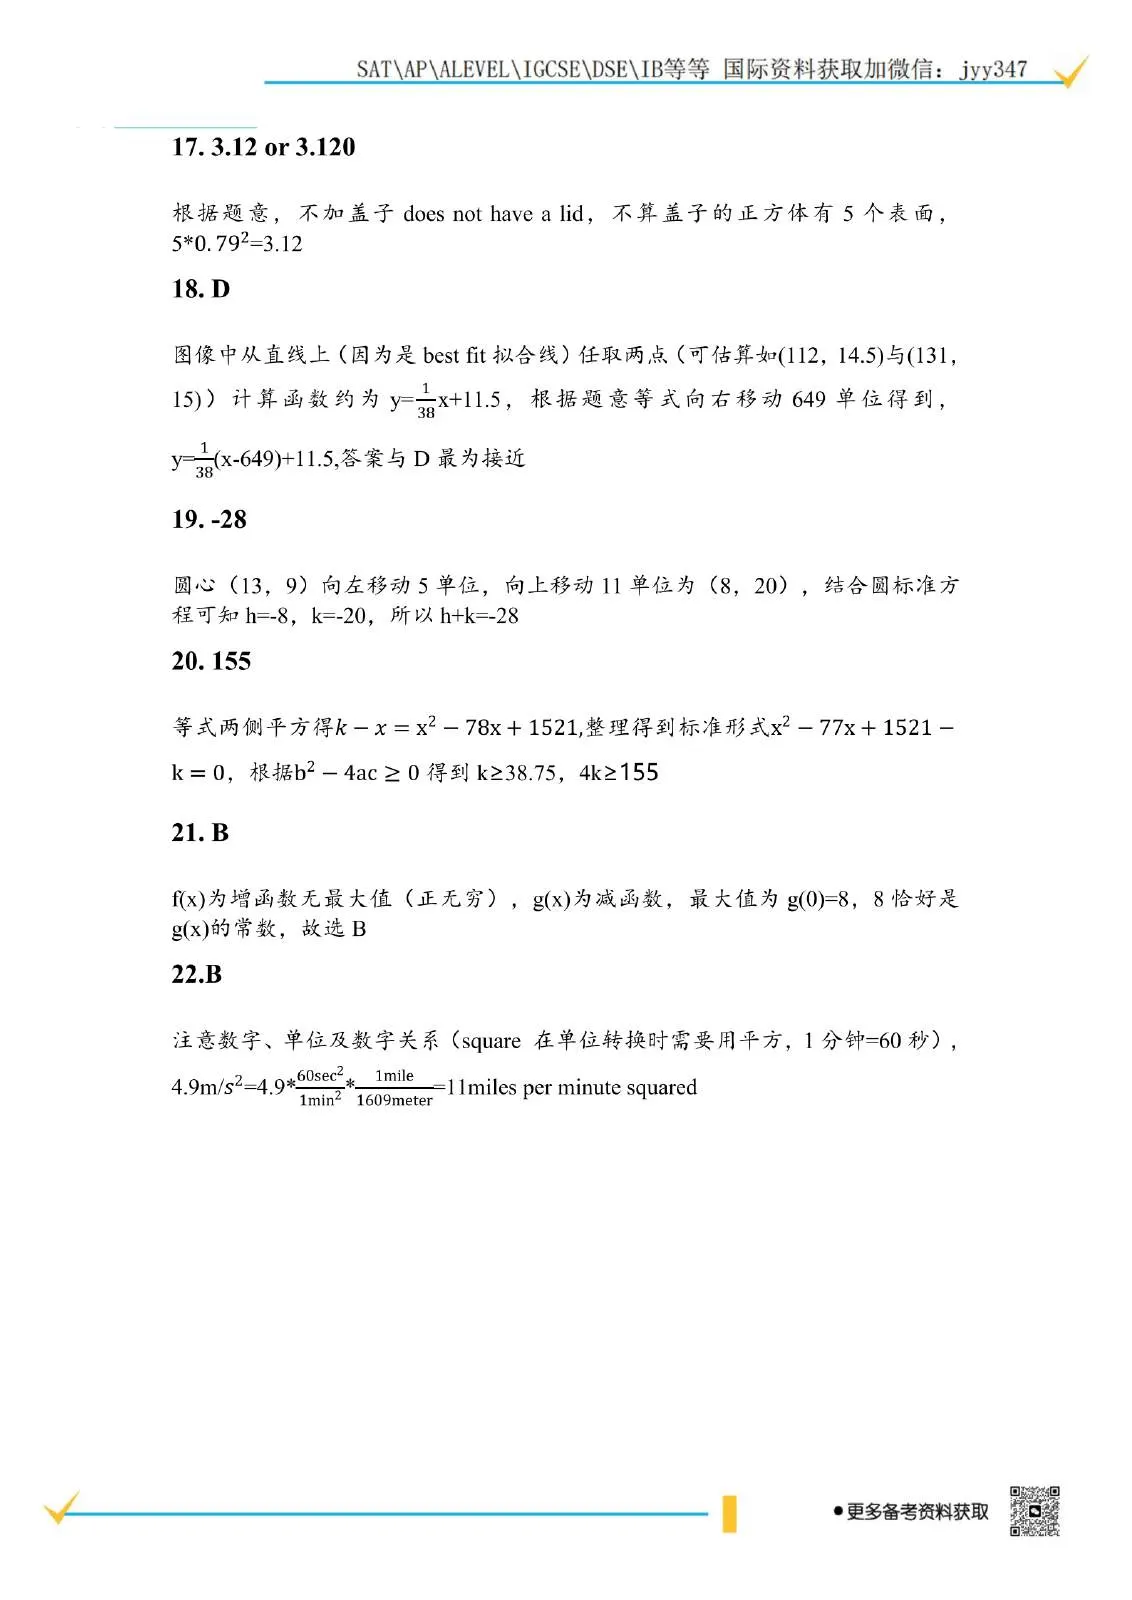 SAT\AP\ALEVEL\IGCSE\DSE\IB等等 国际资料获取加微信：jyy347
17. 3.12 or 3.120
根据题意，不加盖子 does not have a lid，不算盖子的正方体有 5 个表面，
5*0.79²=3.12
18. D
图像中从直线上（因为是 best fit 拟合线）任取两点（可估算如(112，14.5)与(131，
15)）计算函数约为 y=1/38x+11.5，根据题意等式向右移动 649 单位得到，
y=1/38(x-649)+11.5,答案与 D 最为接近
19. -28
圆心（13，9）向左移动 5 单位，向上移动 11 单位为（8，20），结合圆标准方
程可知 h=-8，k=-20，所以 h+k=-28
20. 155
等式两侧平方得k − x = x² − 78x + 1521,整理得到标准形式x² − 77x + 1521 −
k = 0，根据b² − 4ac ≥ 0 得到 k≥38.75，4k≥155
21. B
f(x)为增函数无最大值（正无穷），g(x)为减函数，最大值为 g(0)=8，8 恰好是
g(x)的常数，故选 B
22.B
注意数字、单位及数字关系（square 在单位转换时需要用平方，1 分钟=60 秒），
4.9m/s²=4.9*60sec²/1min²*1mile/1609meter=11miles per minute squared
●更多备考资料获取